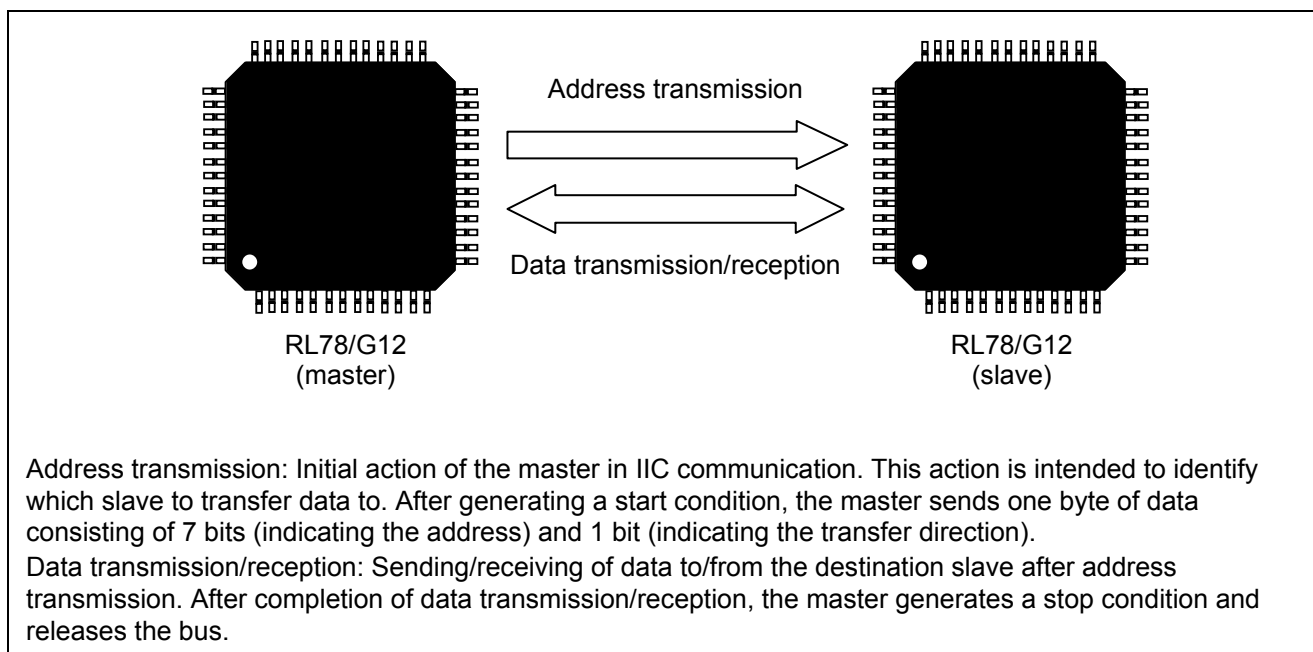 Address transmission
Data transmission/reception
RL78/G12
(master)
RL78/G12
(slave)
Address transmission: Initial action of the master in IIC communication. This action is intended to identify
which slave to transfer data to. After generating a start condition, the master sends one byte of data
consisting of 7 bits (indicating the address) and 1 bit (indicating the transfer direction).
Data transmission/reception: Sending/receiving of data to/from the destination slave after address
transmission. After completion of data transmission/reception, the master generates a stop condition and
releases the bus.